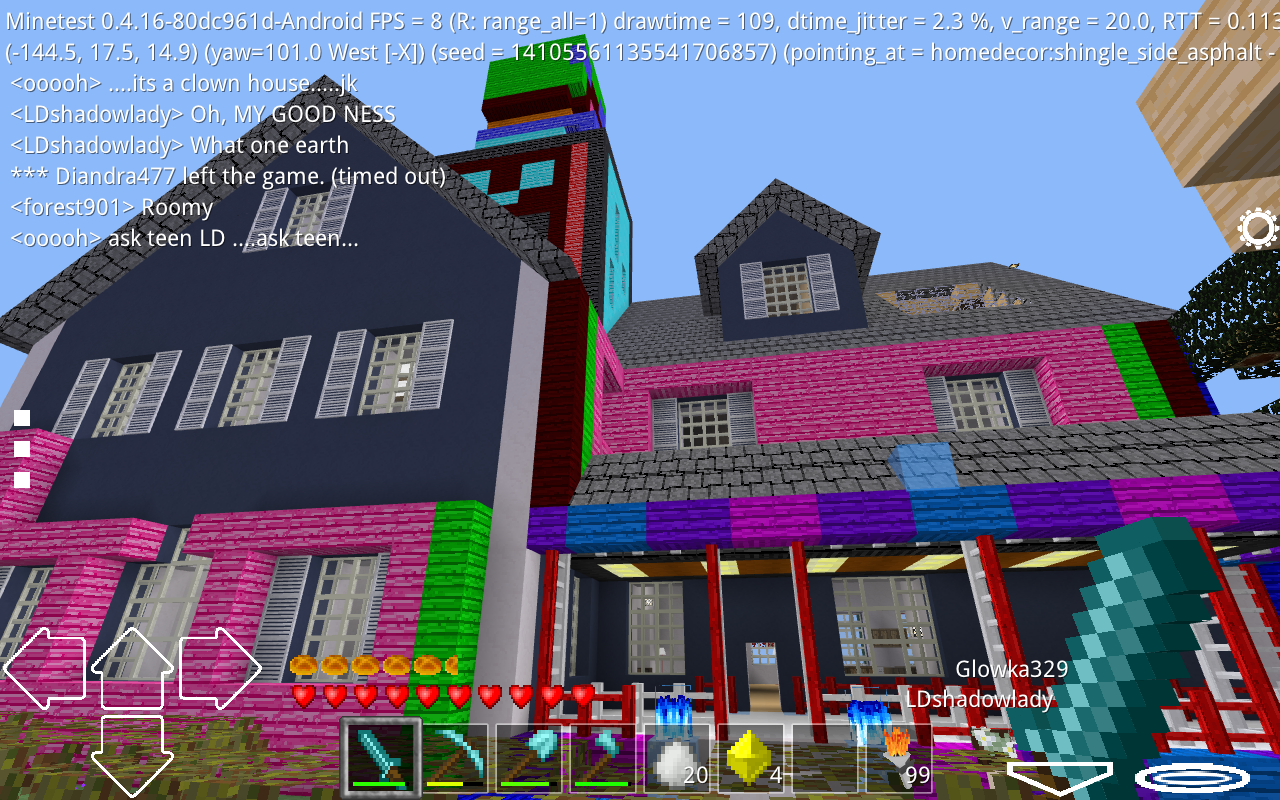 Minetest 0.4.16-80dc961d-Android FPS = 8 (R: range_all=1) drawtime = 109, dtime_jitter = 2.3 %, v_range = 20.0, RTT = 0.113
(-144.5, 17.5, 14.9) (yaw=101.0 West [-X]) (seed = 14105561135541706857) (pointing_at = homedecor:shingle_side_asphalt -
<ooooh> ....its a clown house.....jk
<LDshadowlady> Oh, MY GOOD NESS
<LDshadowlady> What one earth
*** Diandra477 left the game. (timed out)
<forest901> Roomy
<ooooh> ask teen LD ....ask teen...
Glowka329
LDshadowlady
20
4
99